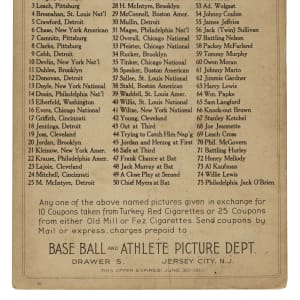 3 Leach, Pittsburg
4 Bresnahan, St. Louis Nat'l
5 Crawford, Detroit
6 Chase, New York Amer.
7 Gannitz, Pittsburg
8 Clarke, Pittsburg
9 Cobb, Detroit
10 Devlin, New York Nat'l
11 Dahlen, Brooklyn
12 Donovan, Detroit
13 Doyle, New York National
14 Dooin, Philadelphia Nat'l
15 Elberfeld, Washington
16 Evers, Chicago National
17 Griffith, Cincinnati
18 Jennings, Detroit
19 Joss, Cleveland
20 Jordan, Brooklyn
21 Kleinow, New York Amer.
22 Krause, Philadelphia Amer.
23 Lajoie, Cleveland
24 Mitchell, Cincinnati
25 M. McIntyre, Detroit
28 H. McIntyre, Brooklyn
29 McConnell, Boston Amer.
30 Mullin, Detroit
31 Magee, Philadelphia Nat'l
32 Overall, Chicago National
33 Pfeister, Chicago National
34 Rucker, Brooklyn
35 Tinker, Chicago National
36 Speaker, Boston American
37 Sallee, St. Louis National
38 Stahl, Boston American
39 Waddell, St. Louis Amer.
40 Willis, St. Louis National
41 Wiltse, New York National
42 Young, Cleveland
43 Out at Third
44 Trying to Catch Him Nap'g
45 Jordan and Herzog at First
46 Safe at Third
47 Frank Chance at Bat
48 Jack Murray at Bat
49 A Close Play at Second
50 Chief Myers at Bat
53 Ad. Wolgast
54 Johnny Coulon
55 James Jeffries
56 Jack (Twin) Sullivan
57 Battling Nelson
58 Packey McFarland
59 Tommy Murphy
60 Owen Moran
61 Johnny Marto
62 Jimmie Gardner
63 Harry Lewis
64 Wm. Papke
65 Sam Langford
66 Knock-out Brown
67 Stanley Ketchel
68 Joe Jeannette
69 Leach Cross
70 Phil. McGovern
71 Battling Hurley
72 Honey Melody
73 Al Kaufman
74 Willie Lewis
75 Philadelphia Jack O'Brien
Any one of the above named pictures given in exchange for
10 Coupons taken from Turkey Red Cigarettes or 25 Coupons
from either Old Mill or Fez Cigarettes. Send coupons by
Mail or express, charges prepaid to
BASE BALL AND ATHLETE PICTURE DEPT.
DRAWER S, JERSEY CITY, N.J.
THIS OFFER EXPIRES JUNE 30, 1911.